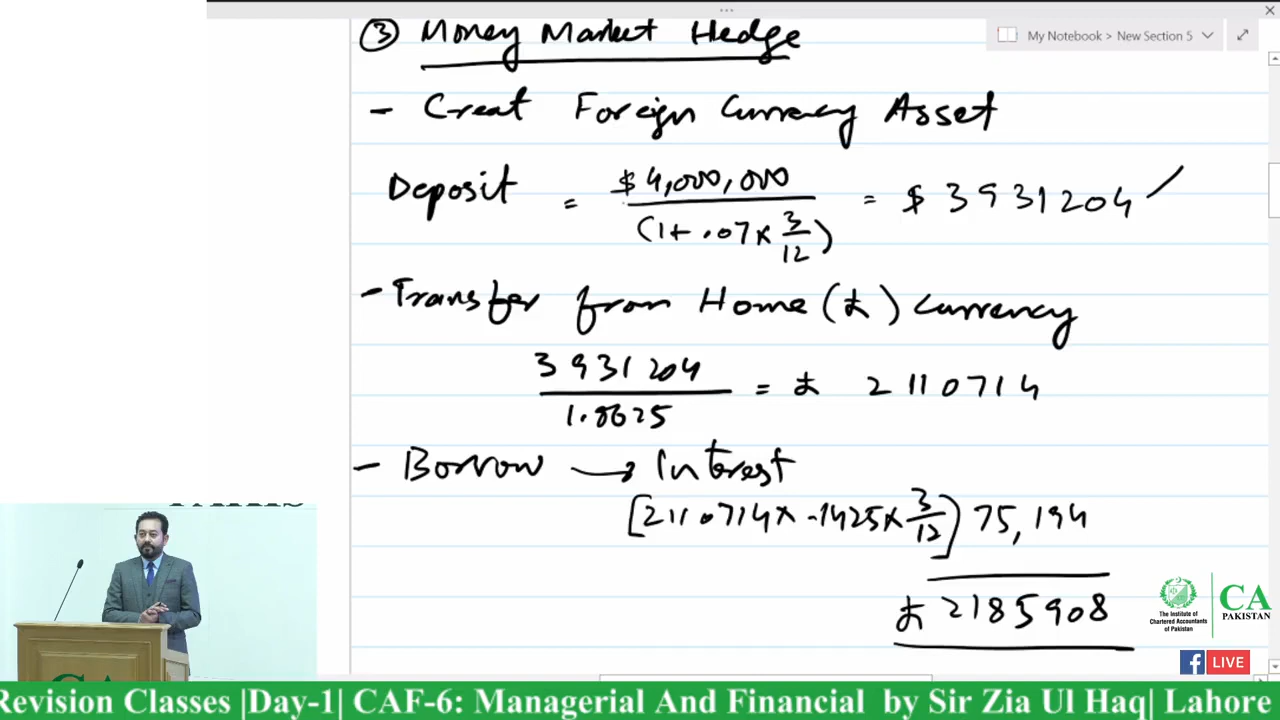 ③ Money Market Hedge
My Notebook > New Section 5
- Creat Foreign Currency Asset
Deposit = $4,000,000 / (1+.07×3/12) = $3931204
- Transfer from Home (£) Currency
3931204 / 1.8625 = £ 2110714
- Borrow → Interest
[2110714×.1425×3/12] 75,194
£ 2185908
The Institute of
Chartered Accountants
of Pakistan
CA
PAKISTAN
CA
f LIVE
Revision Classes |Day-1| CAF-6: Managerial And Financial by Sir Zia Ul Haq| Lahore